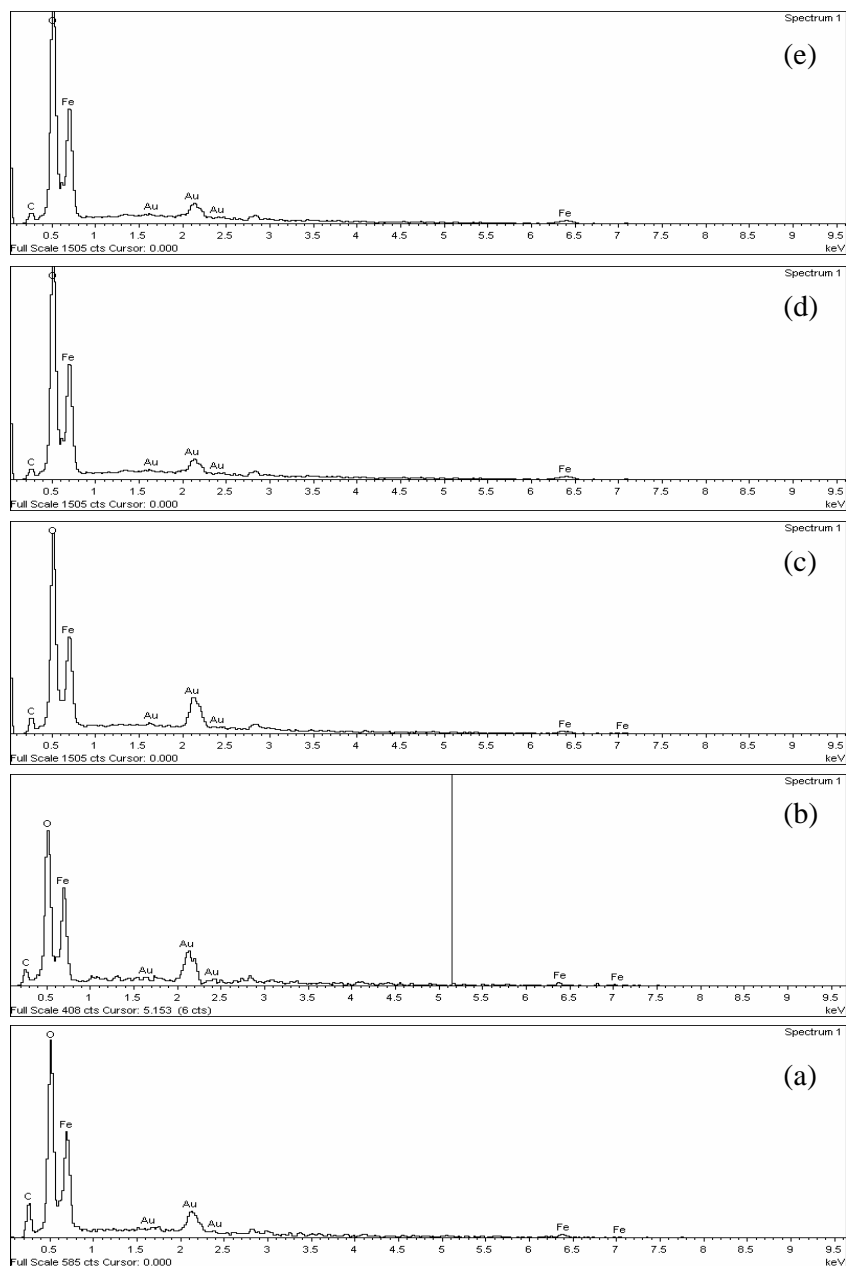 Spectrum 1
(e)
O
Fe
C
Au
Au
Au
Fe
0.5 1 1.5 2 2.5 3 3.5 4 4.5 5 5.5 6 6.5 7 7.5 8 8.5 9 9.5
Full Scale 1505 cts Cursor: 0.000 keV
Spectrum 1
(d)
O
Fe
C
Au
Au
Au
Fe
0.5 1 1.5 2 2.5 3 3.5 4 4.5 5 5.5 6 6.5 7 7.5 8 8.5 9 9.5
Full Scale 1505 cts Cursor: 0.000 keV
Spectrum 1
(c)
O
Fe
C
Au
Au
Au
Fe Fe
0.5 1 1.5 2 2.5 3 3.5 4 4.5 5 5.5 6 6.5 7 7.5 8 8.5 9 9.5
Full Scale 1505 cts Cursor: 0.000 keV
Spectrum 1
(b)
O
Fe
C
Au
Au
Au
Fe Fe
0.5 1 1.5 2 2.5 3 3.5 4 4.5 5 5.5 6 6.5 7 7.5 8 8.5 9 9.5
Full Scale 408 cts Cursor: 5.153 (6 cts) keV
Spectrum 1
(a)
O
Fe
C
Au
Au
Au
Fe Fe
0.5 1 1.5 2 2.5 3 3.5 4 4.5 5 5.5 6 6.5 7 7.5 8 8.5 9 9.5
Full Scale 585 cts Cursor: 0.000 keV